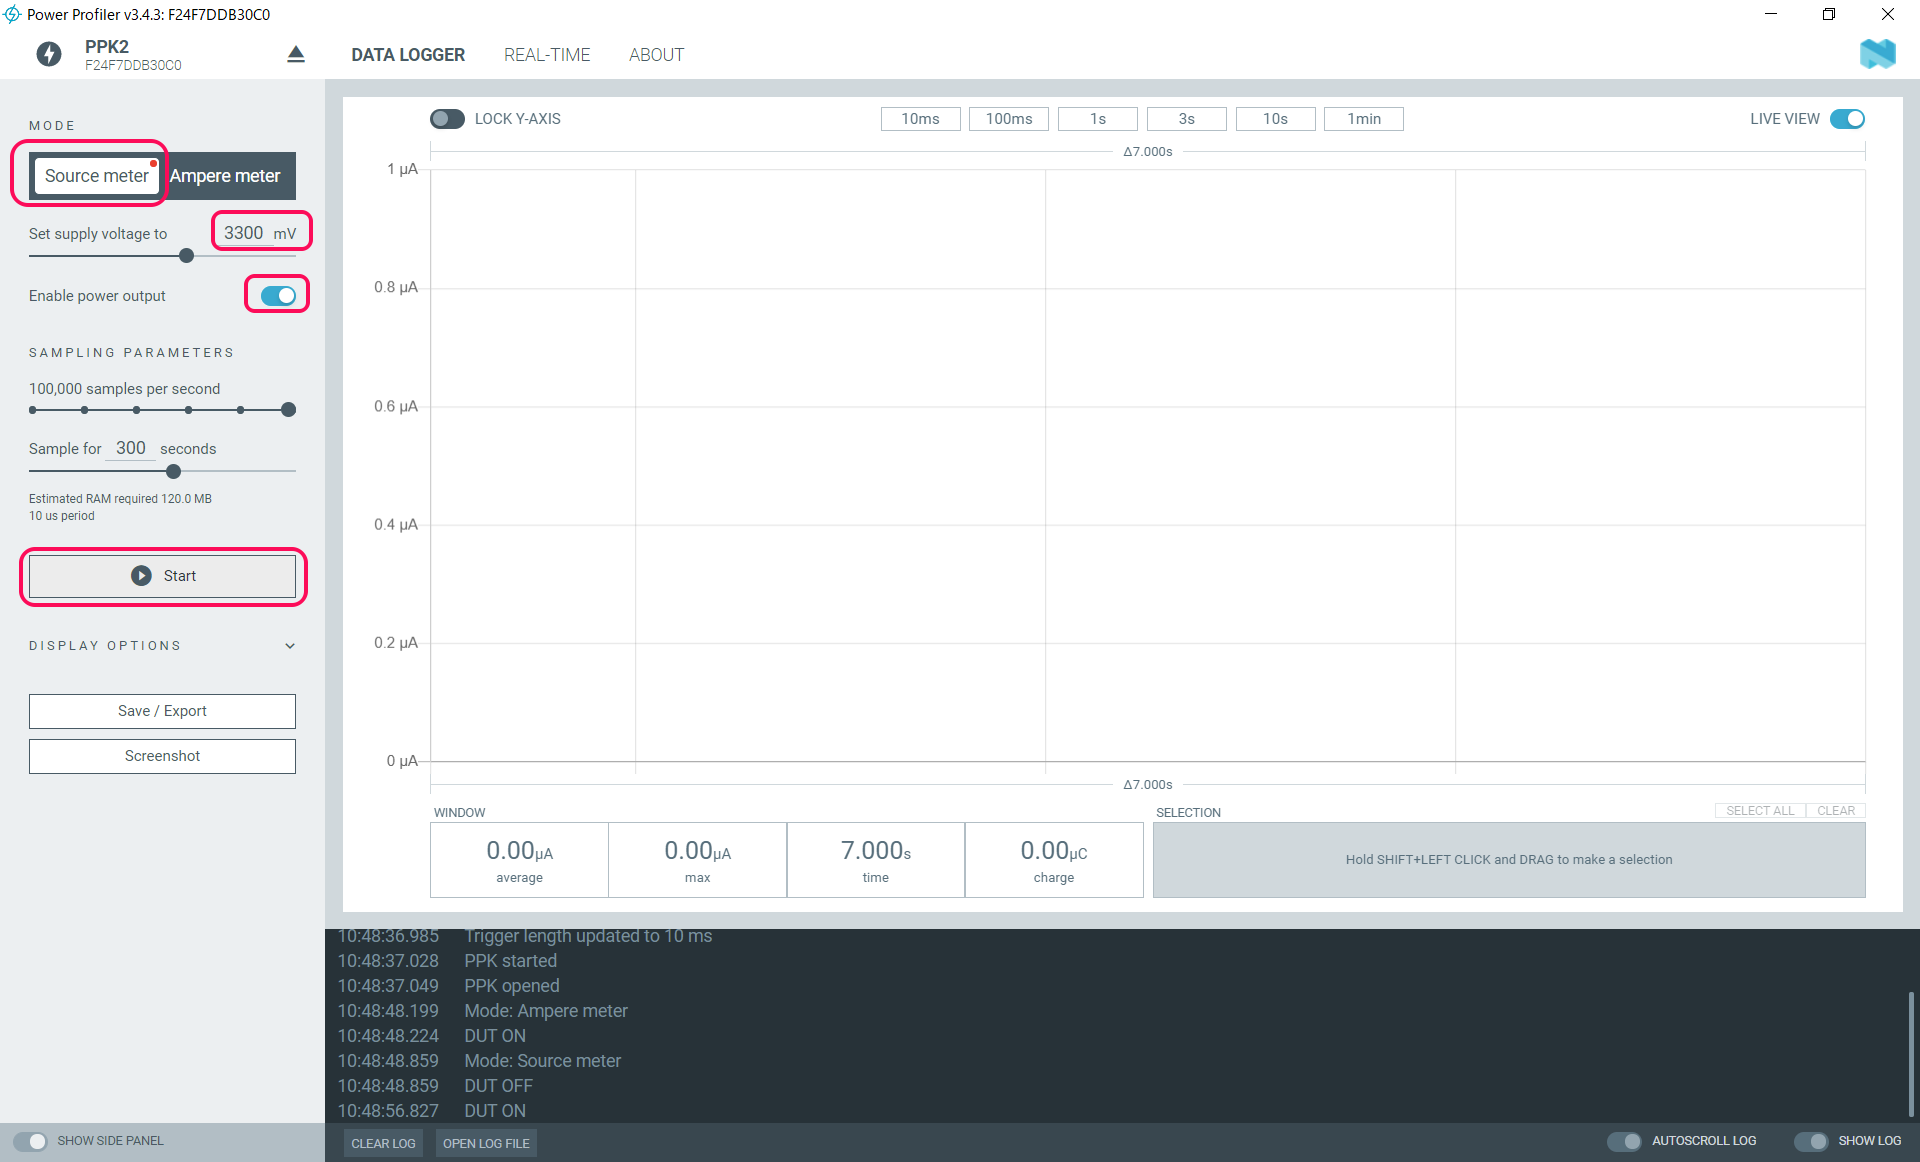 Power Profiler v3.4.3: F24F7DDB30C0
PPK2
F24F7DDB30C0
DATA LOGGER
REAL-TIME
ABOUT
MODE
Source meter
Ampere meter
Set supply voltage to 3300 mV
Enable power output
SAMPLING PARAMETERS
100,000 samples per second
Sample for 300 seconds
Estimated RAM required 120.0 MB
10 us period
Start
DISPLAY OPTIONS
Save / Export
Screenshot
SHOW SIDE PANEL
LOCK Y-AXIS
10ms
100ms
1s
3s
10s
1min
LIVE VIEW
Δ7.000s
1 µA
0.8 µA
0.6 µA
0.4 µA
0.2 µA
0 µA
Δ7.000s
WINDOW
0.00µA
average
0.00µA
max
7.000s
time
0.00µC
charge
SELECTION
SELECT ALL
CLEAR
Hold SHIFT+LEFT CLICK and DRAG to make a selection
10:48:36.985 Trigger length updated to 10 ms
10:48:37.028 PPK started
10:48:37.049 PPK opened
10:48:48.199 Mode: Ampere meter
10:48:48.224 DUT ON
10:48:48.859 Mode: Source meter
10:48:48.859 DUT OFF
10:48:56.827 DUT ON
CLEAR LOG
OPEN LOG FILE
AUTOSCROLL LOG
SHOW LOG